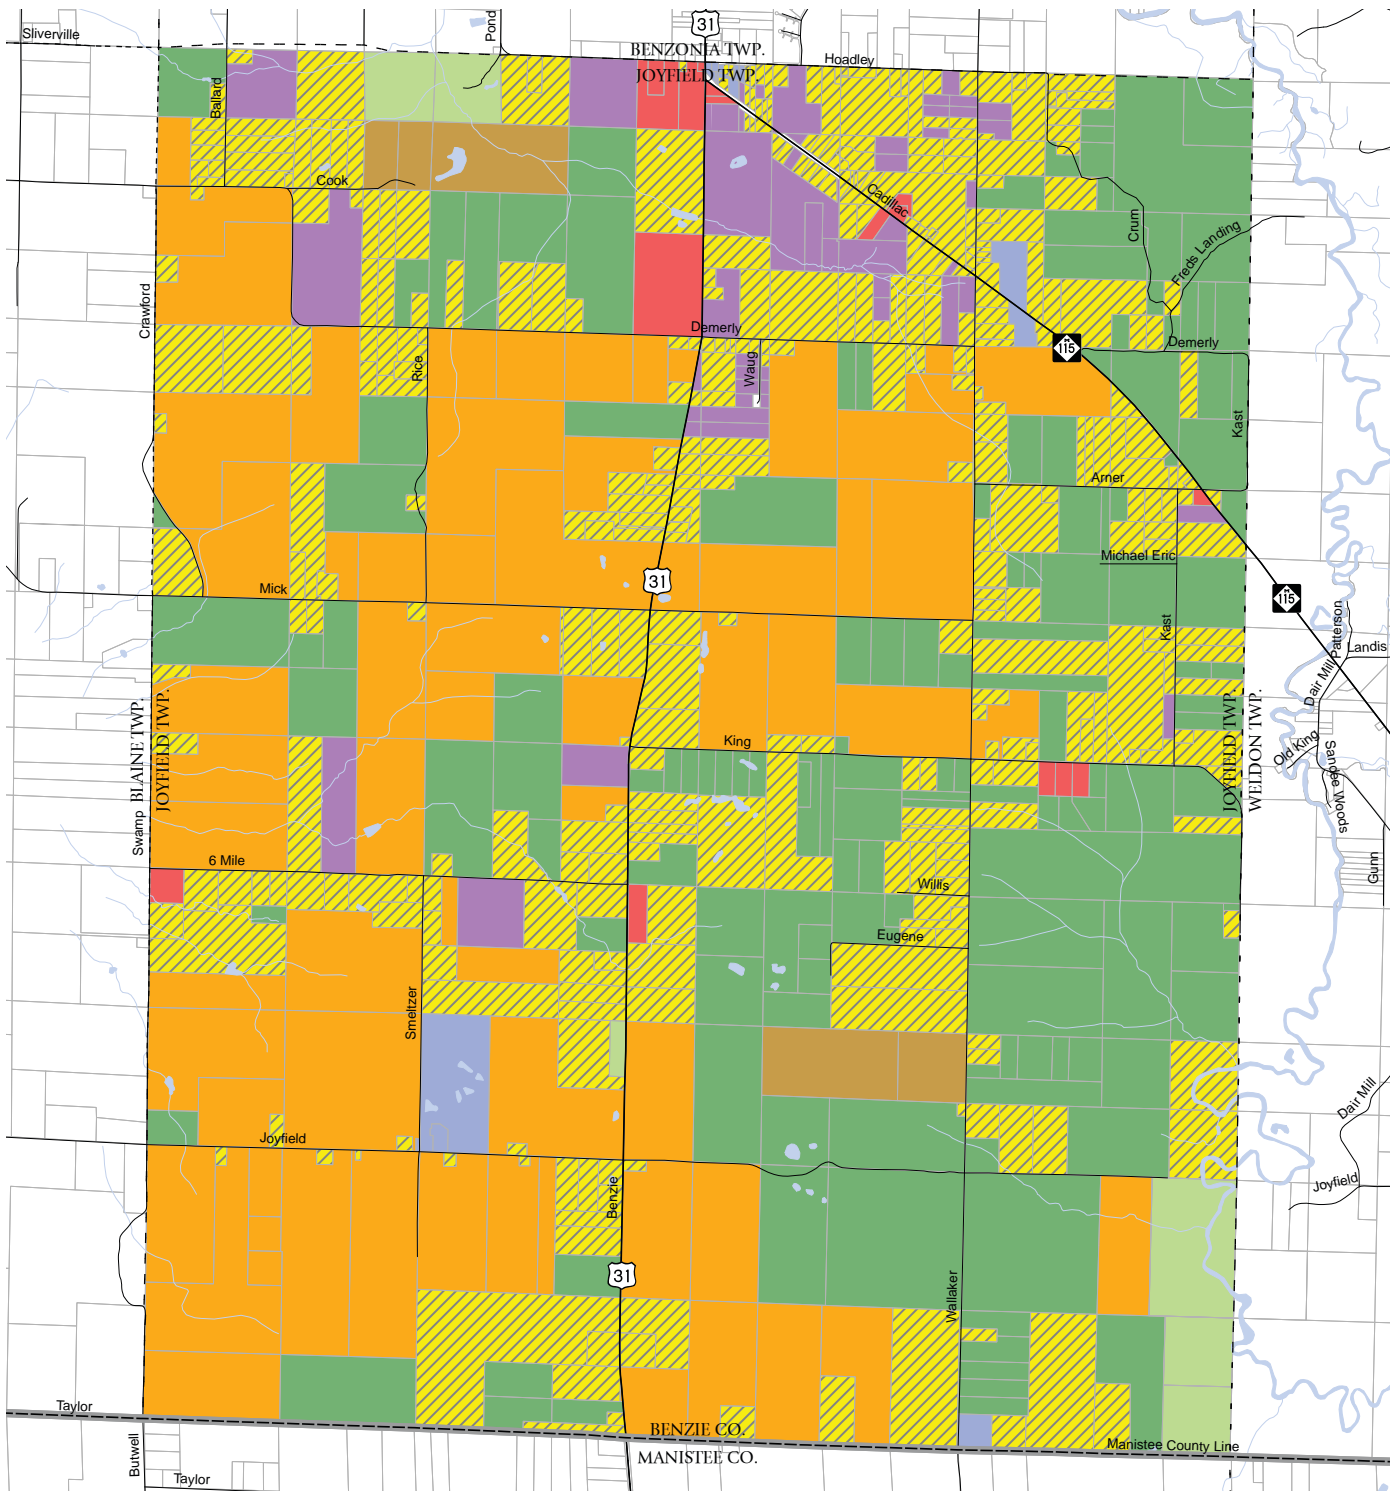 Sliverville
Pond
31
BENZONIA TWP.
JOYFIELD TWP.
Hoadley
Ballard
Cook
Cadillac
Crum
Freds Landing
Crawford
Demerly
Demerly
M
115
Rice
Waug
Kast
Arner
Michael Eric
Mick
31
M
115
Kast
Patterson
Landis
Dair Mill
BLAINE TWP.
JOYFIELD TWP.
JOYFIELD TWP.
WELDON TWP.
King
Old King
Sandee Woods
Swamp
6 Mile
Willis
Gunn
Eugene
Smeltzer
Dair Mill
Joyfield
Joyfield
Benzie
31
Wallaker
Taylor
BENZIE CO.
MANISTEE CO.
Manistee County Line
Butwell
Taylor